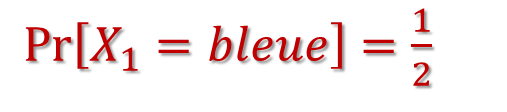 Pr[X₁ = bleue] = 1/2